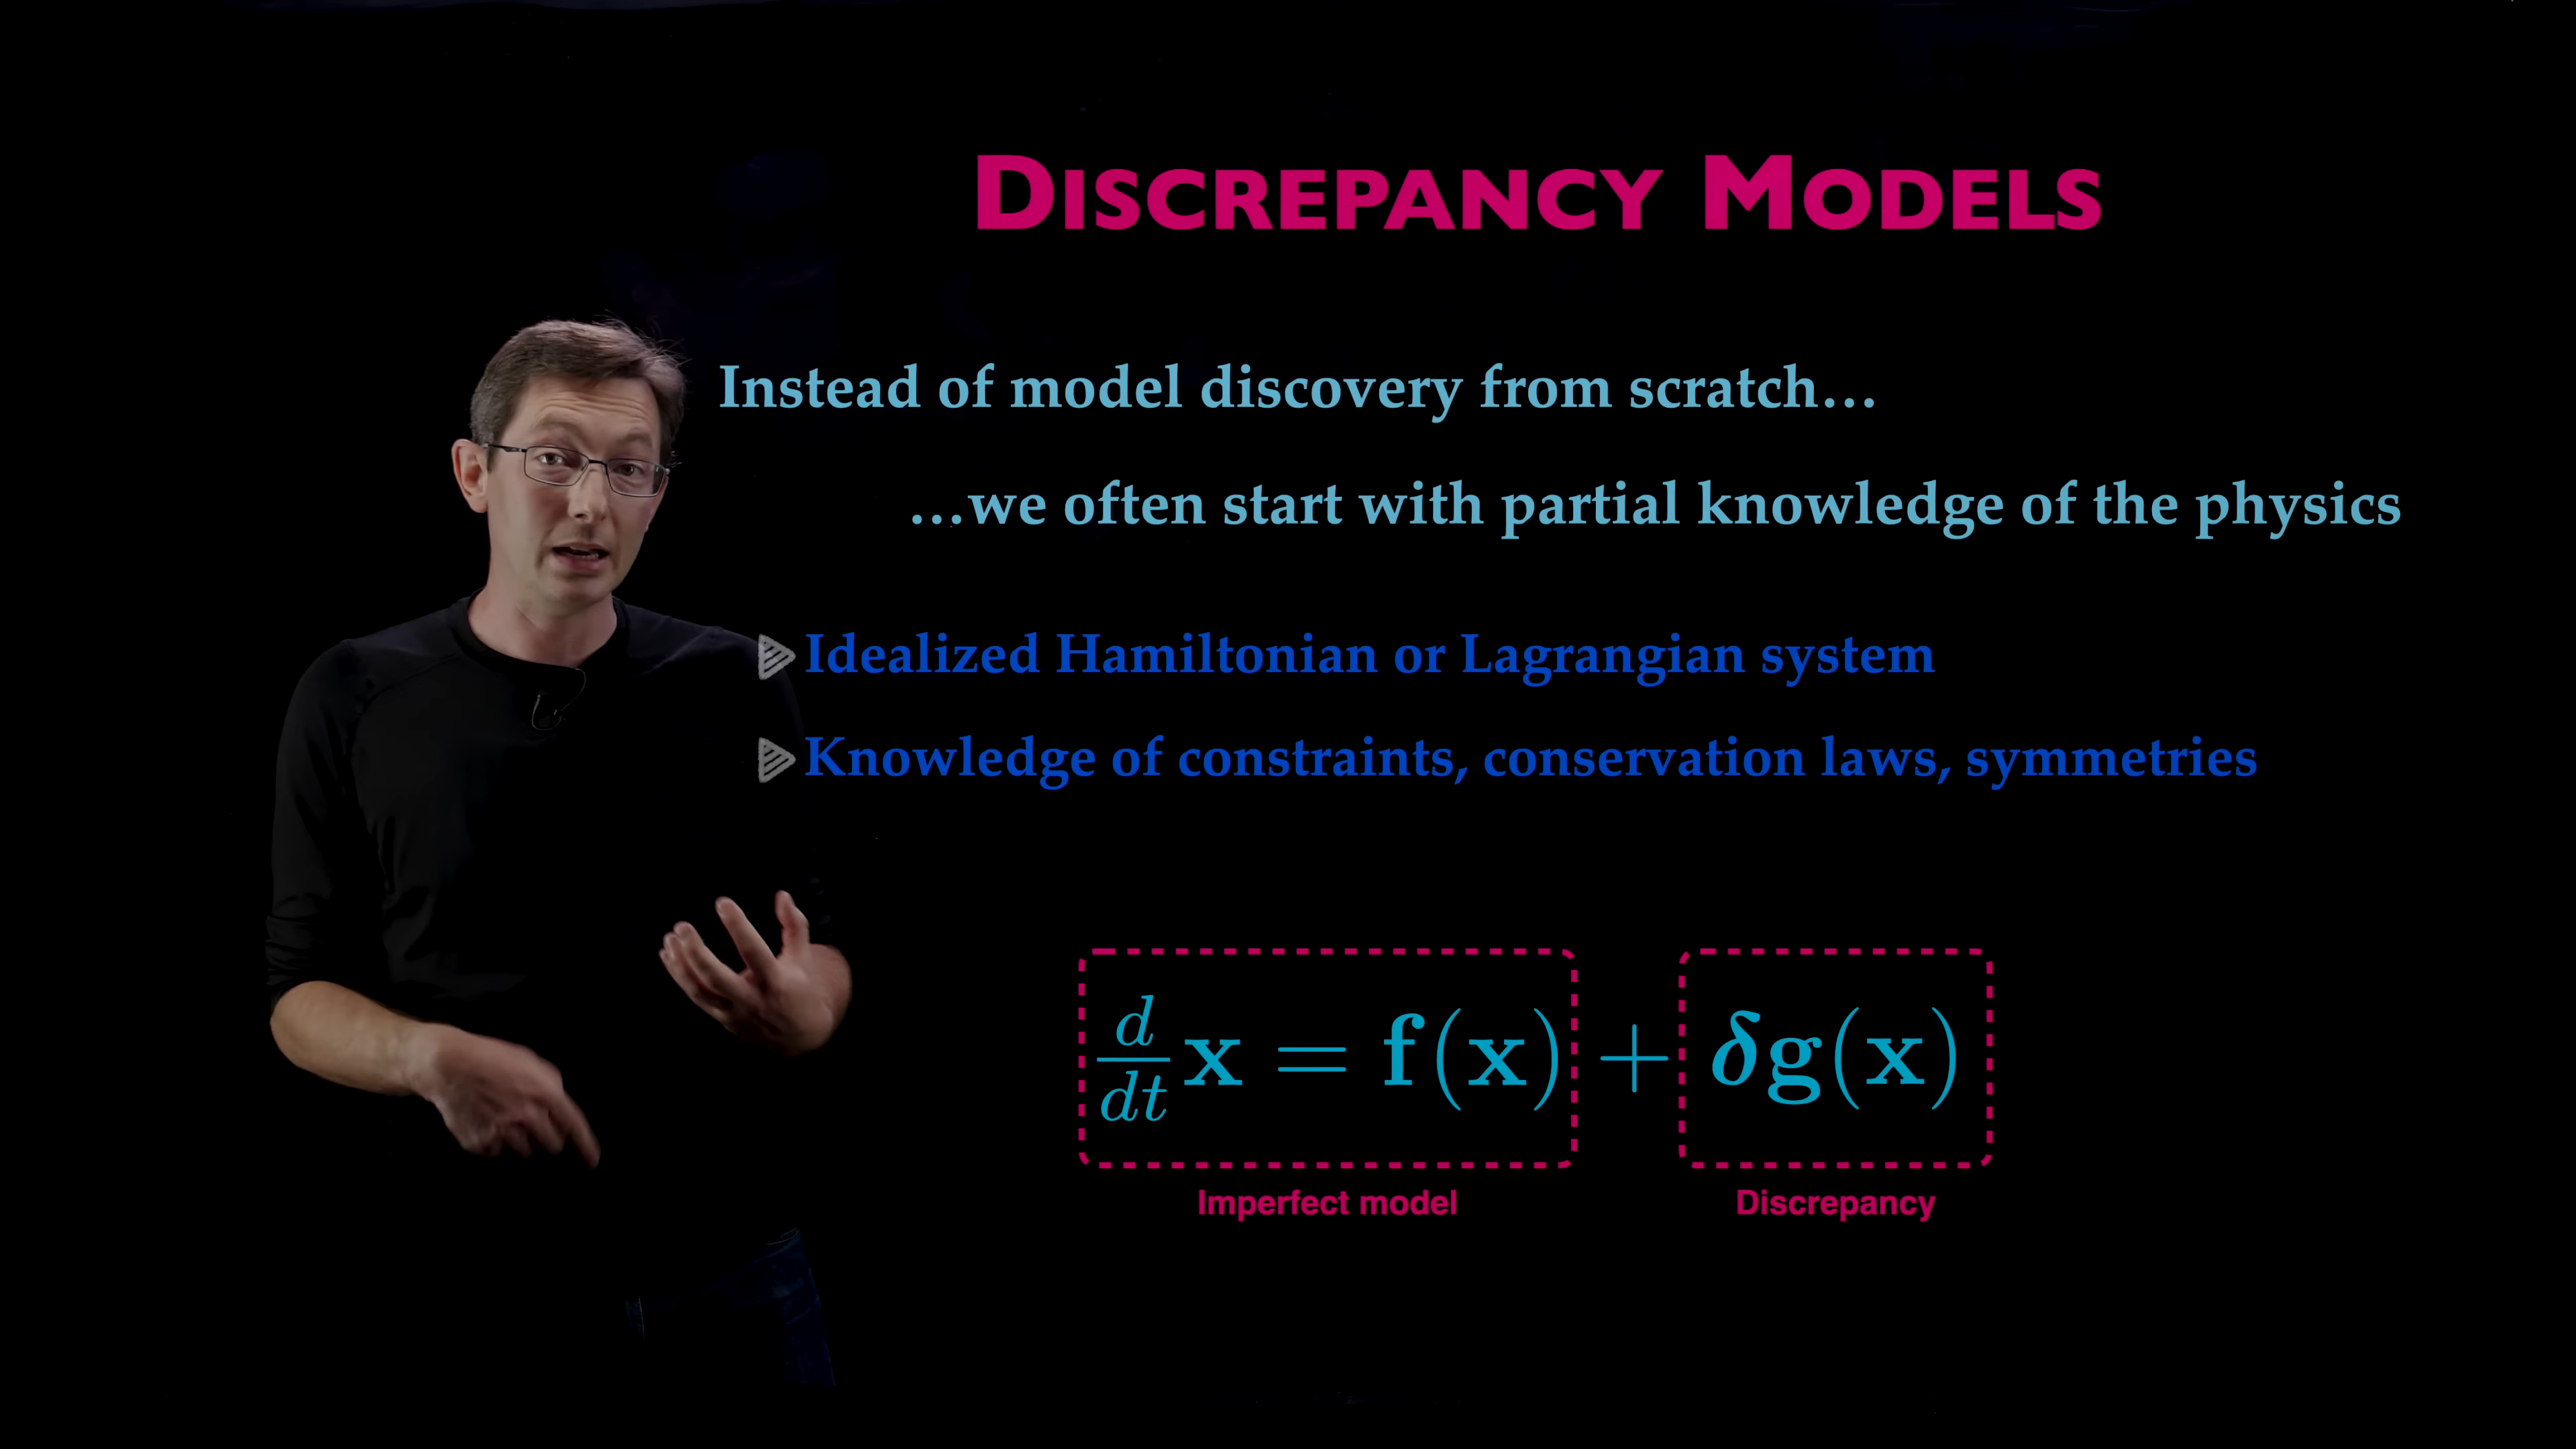 DISCREPANCY MODELS
Instead of model discovery from scratch…
…we often start with partial knowledge of the physics
Idealized Hamiltonian or Lagrangian system
Knowledge of constraints, conservation laws, symmetries
d/dt x = f(x) + δg(x)
Imperfect model
Discrepancy